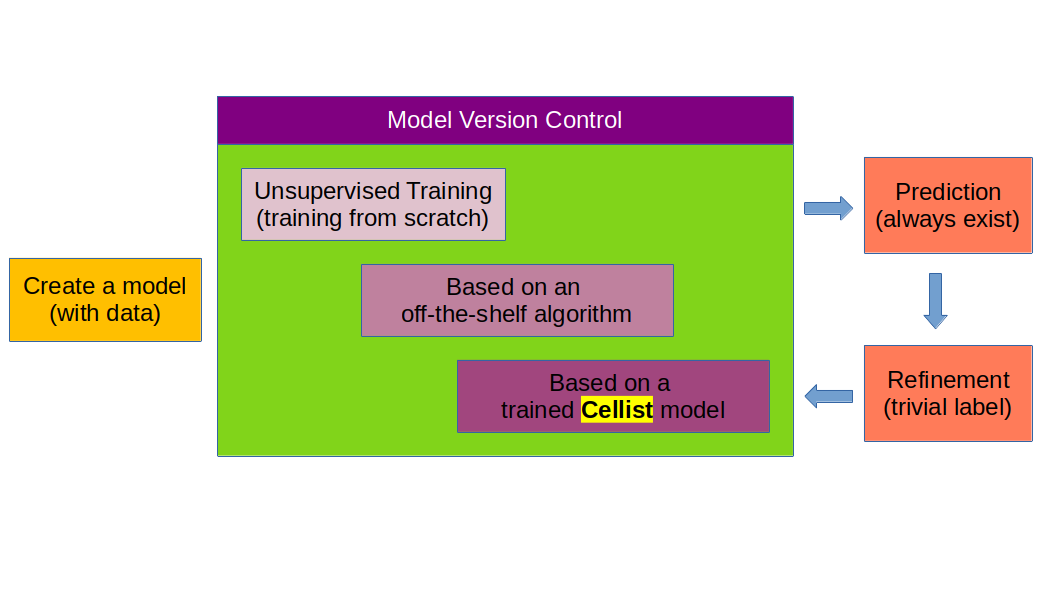 Model Version Control
Unsupervised Training
(training from scratch)
Based on an
off-the-shelf algorithm
Based on a
trained Cellist model
Create a model
(with data)
Prediction
(always exist)
Refinement
(trivial label)